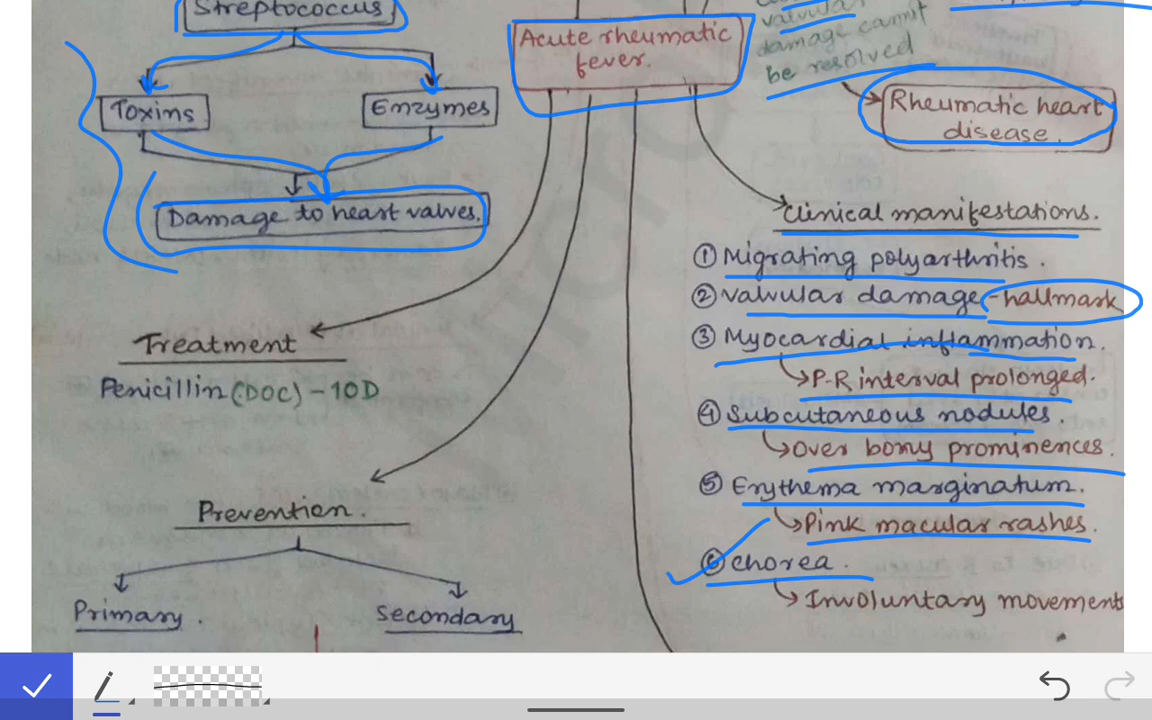 Streptococcus
Toxins
Enzymes
Damage to heart valves.
Acute rheumatic
fever.
valvular
damage cannot
be resolved
Rheumatic heart
disease.
Clinical manifestations.
① Migrating polyarthritis.
② Valvular damage - hallmark
③ Myocardial inflammation.
P-R interval prolonged.
④ Subcutaneous nodules.
Over bony prominences.
⑤ Erythema marginatum.
Pink macular rashes.
⑥ Chorea.
Involuntary movement
Treatment
Penicillin (DOC) - 10D
Prevention.
Primary.
Secondary